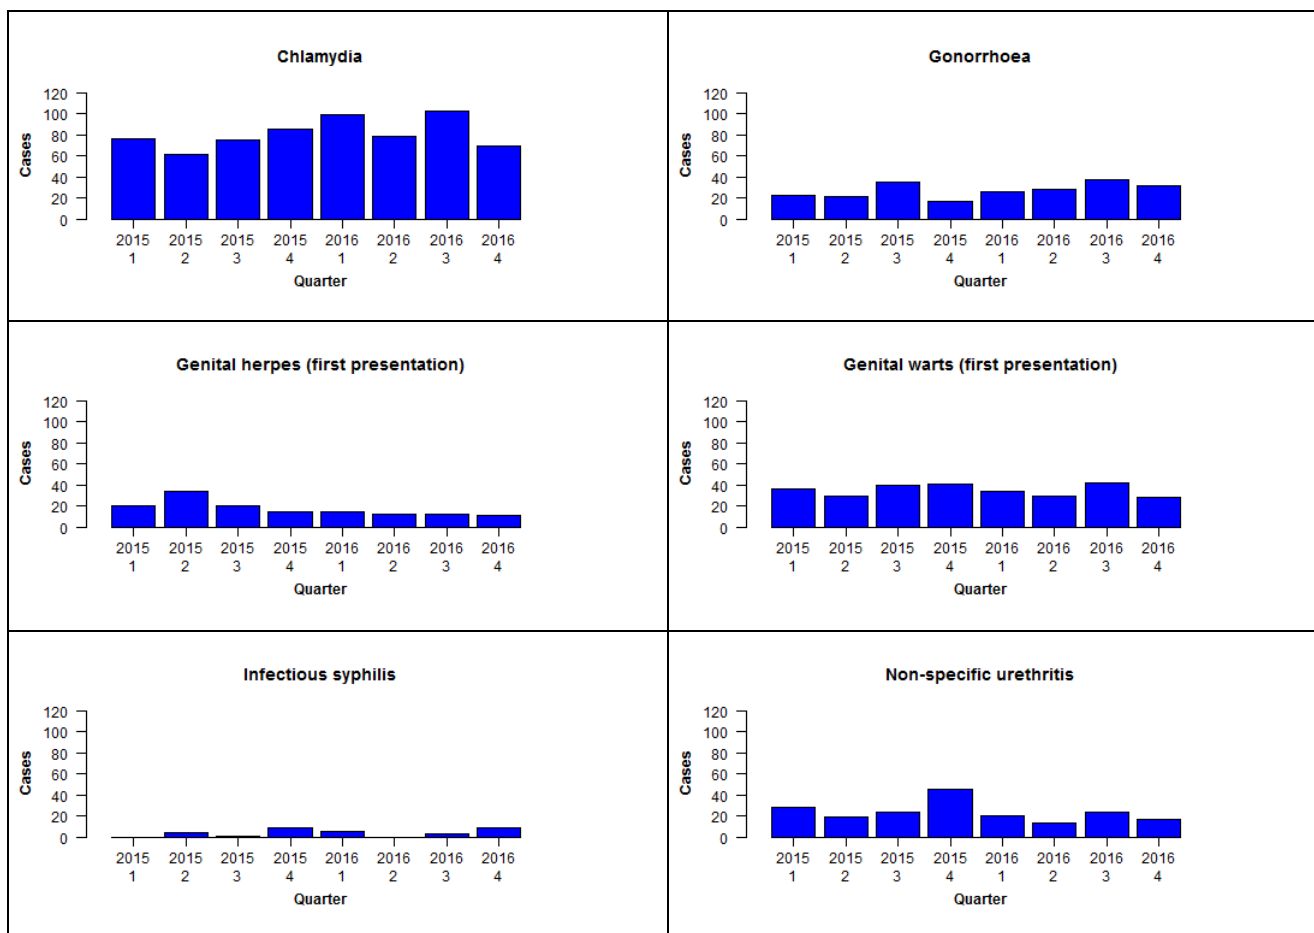 Chlamydia
120
100
80
60
40
20
0
Cases
2015 2015 2015 2015 2016 2016 2016 2016
1 2 3 4 1 2 3 4
Quarter
Gonorrhoea
120
100
80
60
40
20
0
Cases
2015 2015 2015 2015 2016 2016 2016 2016
1 2 3 4 1 2 3 4
Quarter
Genital herpes (first presentation)
120
100
80
60
40
20
0
Cases
2015 2015 2015 2015 2016 2016 2016 2016
1 2 3 4 1 2 3 4
Quarter
Genital warts (first presentation)
120
100
80
60
40
20
0
Cases
2015 2015 2015 2015 2016 2016 2016 2016
1 2 3 4 1 2 3 4
Quarter
Infectious syphilis
120
100
80
60
40
20
0
Cases
2015 2015 2015 2015 2016 2016 2016 2016
1 2 3 4 1 2 3 4
Quarter
Non-specific urethritis
120
100
80
60
40
20
0
Cases
2015 2015 2015 2015 2016 2016 2016 2016
1 2 3 4 1 2 3 4
Quarter